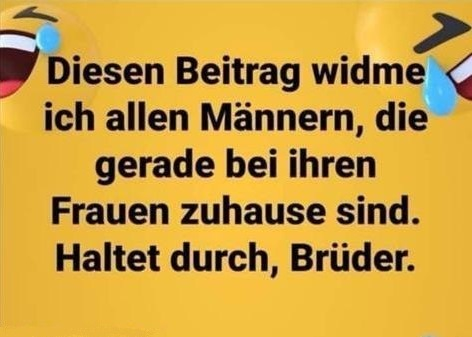 Diesen Beitrag widme
ich allen Männern, die
gerade bei ihren
Frauen zuhause sind.
Haltet durch, Brüder.